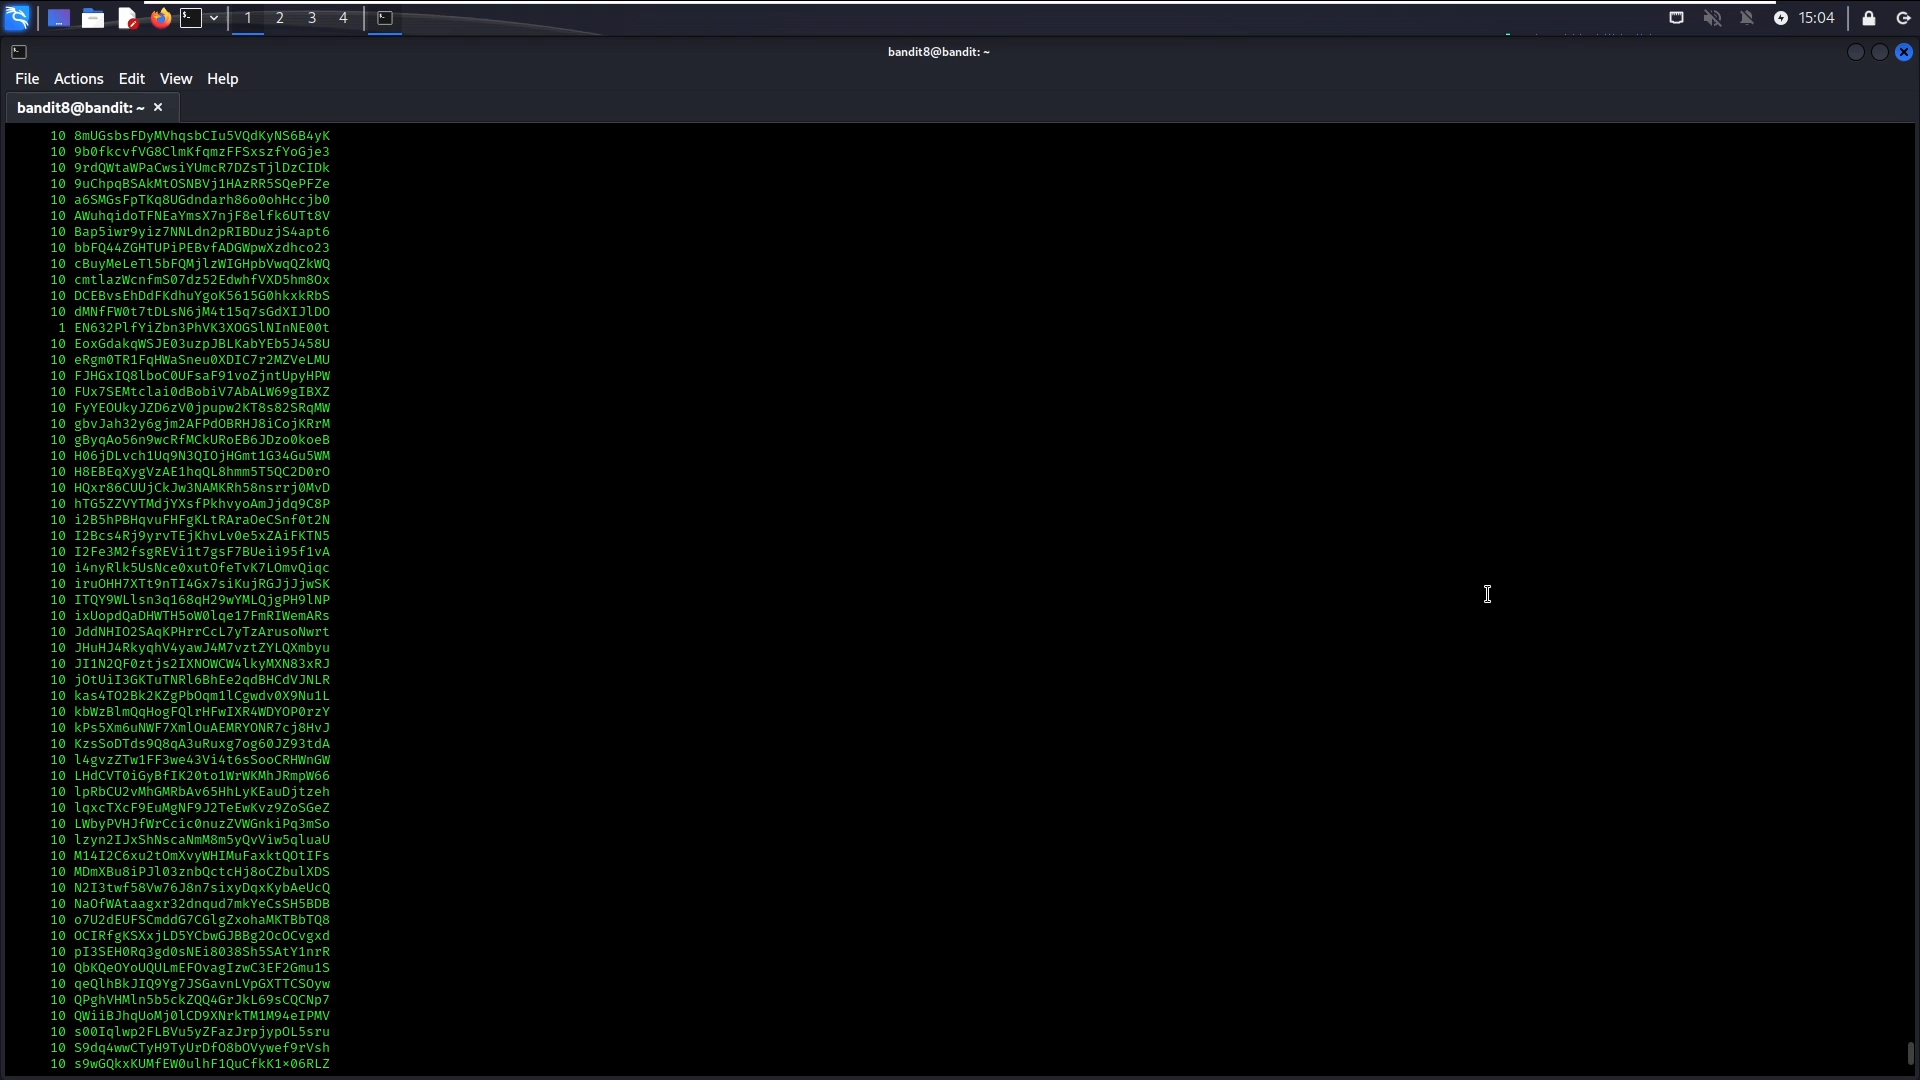 1 2 3 4 15:04
bandit8@bandit: ~
File Actions Edit View Help
bandit8@bandit: ~ ×
10 8mUGsbsFDyMVhqsbCIu5VQdKyNS6B4yK
10 9b0fkcvfVG8ClmKfqmzFFSxszfYoGje3
10 9rdQWtaWPaCwsiYUmcR7DZsTjlDzCIDk
10 9uChpqBSAkMtOSNBVj1HAzRR5SQePFZe
10 a6SMGsFpTKq8UGdndarh86o0ohHccjb0
10 AWuhqidoTFNEaYmsX7njF8elfk6UTt8V
10 Bap5iwr9yiz7NNLdn2pRIBDuzjS4apt6
10 bbFQ44ZGHTUPiPEBvfADGWpwXzdhco23
10 cBuyMeLeTl5bFQMjlzWIGHpbVwqQZkWQ
10 cmtlazWcnfmS07dz52EdwhfVXD5hm8Ox
10 DCEBvsEhDdFKdhuYgoK5615G0hkxkRbS
10 dMNfFW0t7tDLsN6jM4t15q7sGdXIJlDO
1 EN632PlfYiZbn3PhVK3XOGSlNInNE00t
10 EoxGdakqWSJE03uzpJBLKabYEb5J458U
10 eRgm0TR1FqHWaSneu0XDIC7r2MZVeLMU
10 FJHGxIQ8lboC0UFsaF91voZjntUpyHPW
10 FUx7SEMtclai0dBobiV7AbALW69gIBXZ
10 FyYEOUkyJZD6zV0jpupw2KT8s82SRqMW
10 gbvJah32y6gjm2AFPdOBRHJ8iCojKRrM
10 gByqAo56n9wcRfMCkURoEB6JDzo0koeB
10 H06jDLvch1Uq9N3QIOjHGmt1G34Gu5WM
10 H8EBEqXygVzAE1hqQL8hmm5T5QC2D0rO
10 HQxr86CUUjCkJw3NAMKRh58nsrrj0MvD
10 hTG5ZZVYTMdjYXsfPkhvyoAmJjdq9C8P
10 i2B5hPBHqvuFHFgKLtRAraOeCSnf0t2N
10 I2Bcs4Rj9yrvTEjKhvLv0e5xZAiFKTN5
10 I2Fe3M2fsgREVi1t7gsF7BUeii95f1vA
10 i4nyRlk5UsNce0xutOfeTvK7LOmvQiqc
10 iruOHH7XTt9nTI4Gx7siKujRGJjJjwSK
10 ITQY9WLlsn3q168qH29wYMLQjgPH9lNP
10 ixUopdQaDHWTH5oW0lqe17FmRIWemARs
10 JddNHIO2SAqKPHrrCcL7yTzArusoNwrt
10 JHuHJ4RkyqhV4yawJ4M7vztZYLQXmbyu
10 JI1N2QF0ztjs2IXNOWCW4lkyMXN83xRJ
10 jOtUiI3GKTuTNRl6BhEe2qdBHCdVJNLR
10 kas4TO2Bk2KZgPbOqm1lCgwdv0X9Nu1L
10 kbWzBlmQqHogFQlrHFwIXR4WDYOP0rzY
10 kPs5Xm6uNWF7XmlOuAEMRYONR7cj8HvJ
10 KzsSoDTds9Q8qA3uRuxg7og60JZ93tdA
10 l4gvzZTw1FF3we43Vi4t6sSooCRHWnGW
10 LHdCVT0iGyBfIK20to1WrWKMhJRmpW66
10 lpRbCU2vMhGMRbAv65HhLyKEauDjtzeh
10 lqxcTXcF9EuMgNF9J2TeEwKvz9ZoSGeZ
10 LWbyPVHJfWrCcic0nuzZVWGnkiPq3mSo
10 lzyn2IJxShNscaNmM8m5yQvViw5qluaU
10 M14I2C6xu2tOmXvyWHIMuFaxktQOtIFs
10 MDmXBu8iPJl03znbQctcHj8oCZbulXDS
10 N2I3twf58Vw76J8n7sixyDqxKybAeUcQ
10 NaOfWAtaagxr32dnqud7mkYeCsSH5BDB
10 o7U2dEUFSCmddG7CGlgZxohaMKTBbTQ8
10 OCIRfgKSXxjLD5YCbwGJBBg2OcOCvgxd
10 pI3SEH0Rq3gd0sNEi8038Sh5SAtY1nrR
10 QbKQeOYoUQULmEFOvagIzwC3EF2Gmu1S
10 qeQlhBkJIQ9Yg7JSGavnLVpGXTTCSOyw
10 QPghVHMln5b5ckZQQ4GrJkL69sCQCNp7
10 QWiiBJhqUoMj0lCD9XNrkTM1M94eIPMV
10 s00Iqlwp2FLBVu5yZFazJrpjypOL5sru
10 S9dq4wwCTyH9TyUrDfO8bOVywef9rVsh
10 s9wGQkxKUMfEW0ulhF1QuCfkK1×06RLZ